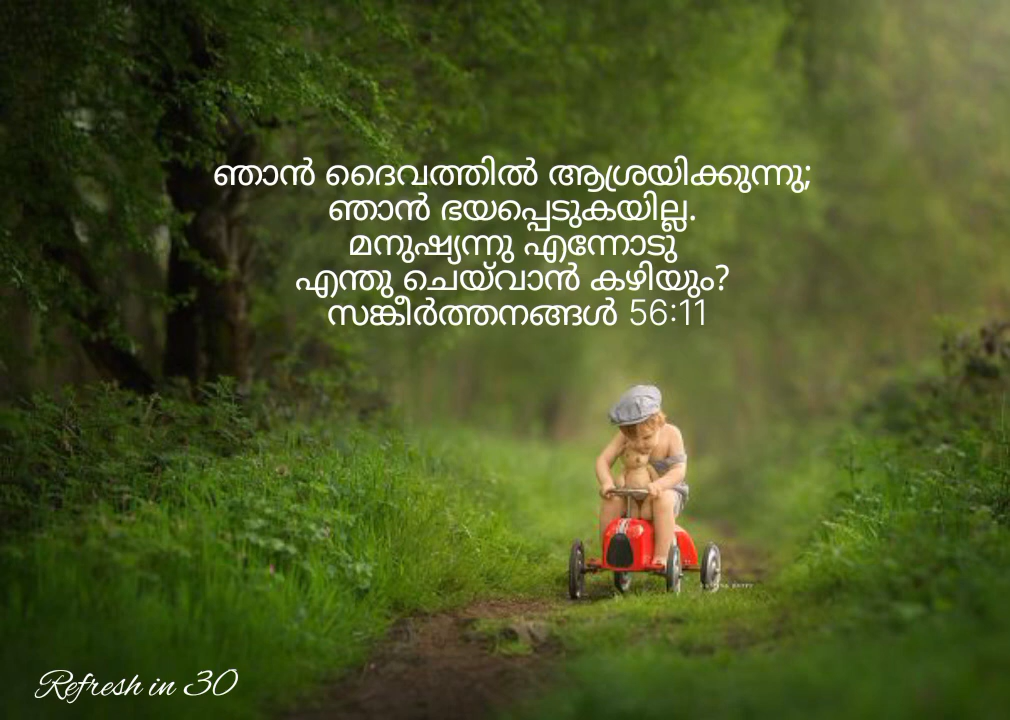 ഞാൻ ദൈവത്തിൽ ആശ്രയിക്കുന്നു;
ഞാൻ ഭയപ്പെടുകയില്ല.
മനുഷ്യന്നു എന്നോടു
എന്തു ചെയ്‌വാൻ കഴിയും?
സങ്കീർത്തനങ്ങൾ 56:11
Refresh in 30